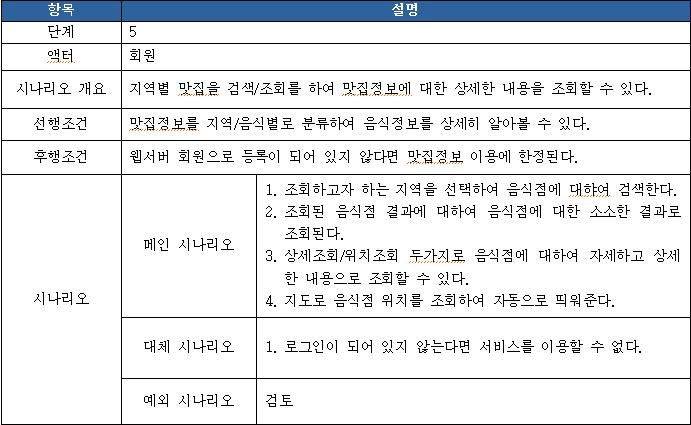 항목 설명
단계 5
액터 회원
시나리오 개요 지역별 맛집을 검색/조회를 하여 맛집정보에 대한 상세한 내용을 조회할 수 있다.
선행조건 맛집정보를 지역/음식별로 분류하여 음식정보를 상세히 알아볼 수 있다.
후행조건 웹서버 회원으로 등록이 되어 있지 않다면 맛집정보 이용에 한정된다.
시나리오
메인 시나리오
1. 조회하고자 하는 지역을 선택하여 음식점에 대하여 검색한다.
2. 조회된 음식점 결과에 대하여 음식점에 대한 소소한 결과로
조회된다.
3. 상세조회/위치조회 두가지로 음식점에 대하여 자세하고 상세
한 내용으로 조회할 수 있다.
4. 지도로 음식점 위치를 조회하여 자동으로 띄워준다.
대체 시나리오 1. 로그인이 되어 있지 않는다면 서비스를 이용할 수 없다.
예외 시나리오 검토